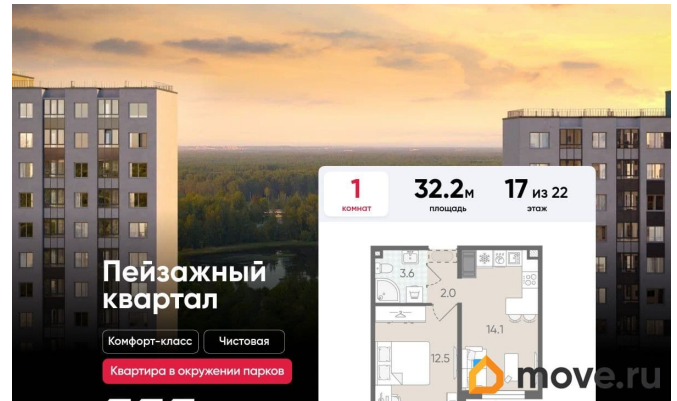 1
комнат
32.2м
площадь
17 из 22
этаж
Пейзажный
квартал
Комфорт-класс
Чистовая
Квартира в окружении парков
3.6
2.0
14.1
12.5
move.ru